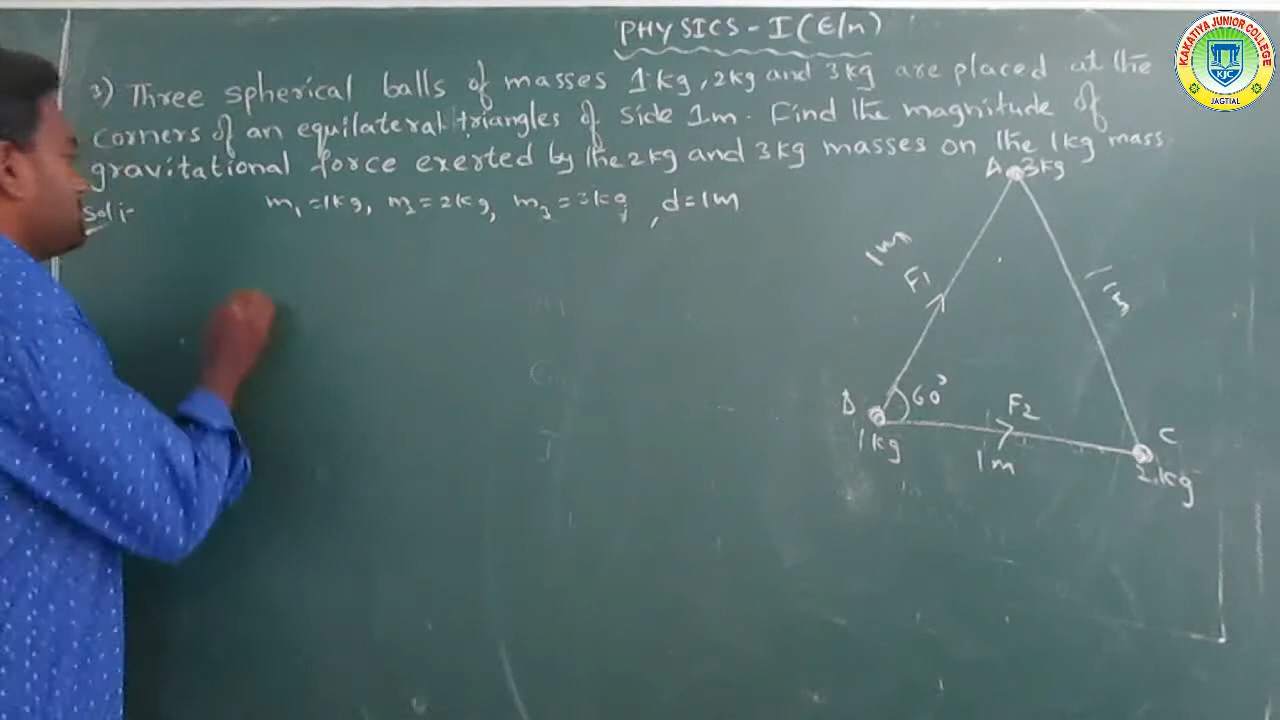 PHYSICS - I (E/n)
3) Three spherical balls of masses 1kg, 2kg and 3kg are placed at the
corners of an equilateral triangles of side 1m. Find the magnitude of
gravitational force exerted by the 2kg and 3kg masses on the 1kg mass
sol:-
m1 = 1kg, m2 = 2kg, m3 = 3kg, d = 1m
A 3kg
1m
F1
1m
B
60°
F2
C
1kg
1m
2kg
KAKATIYA JUNIOR COLLEGE
KJC
JAGTIAL